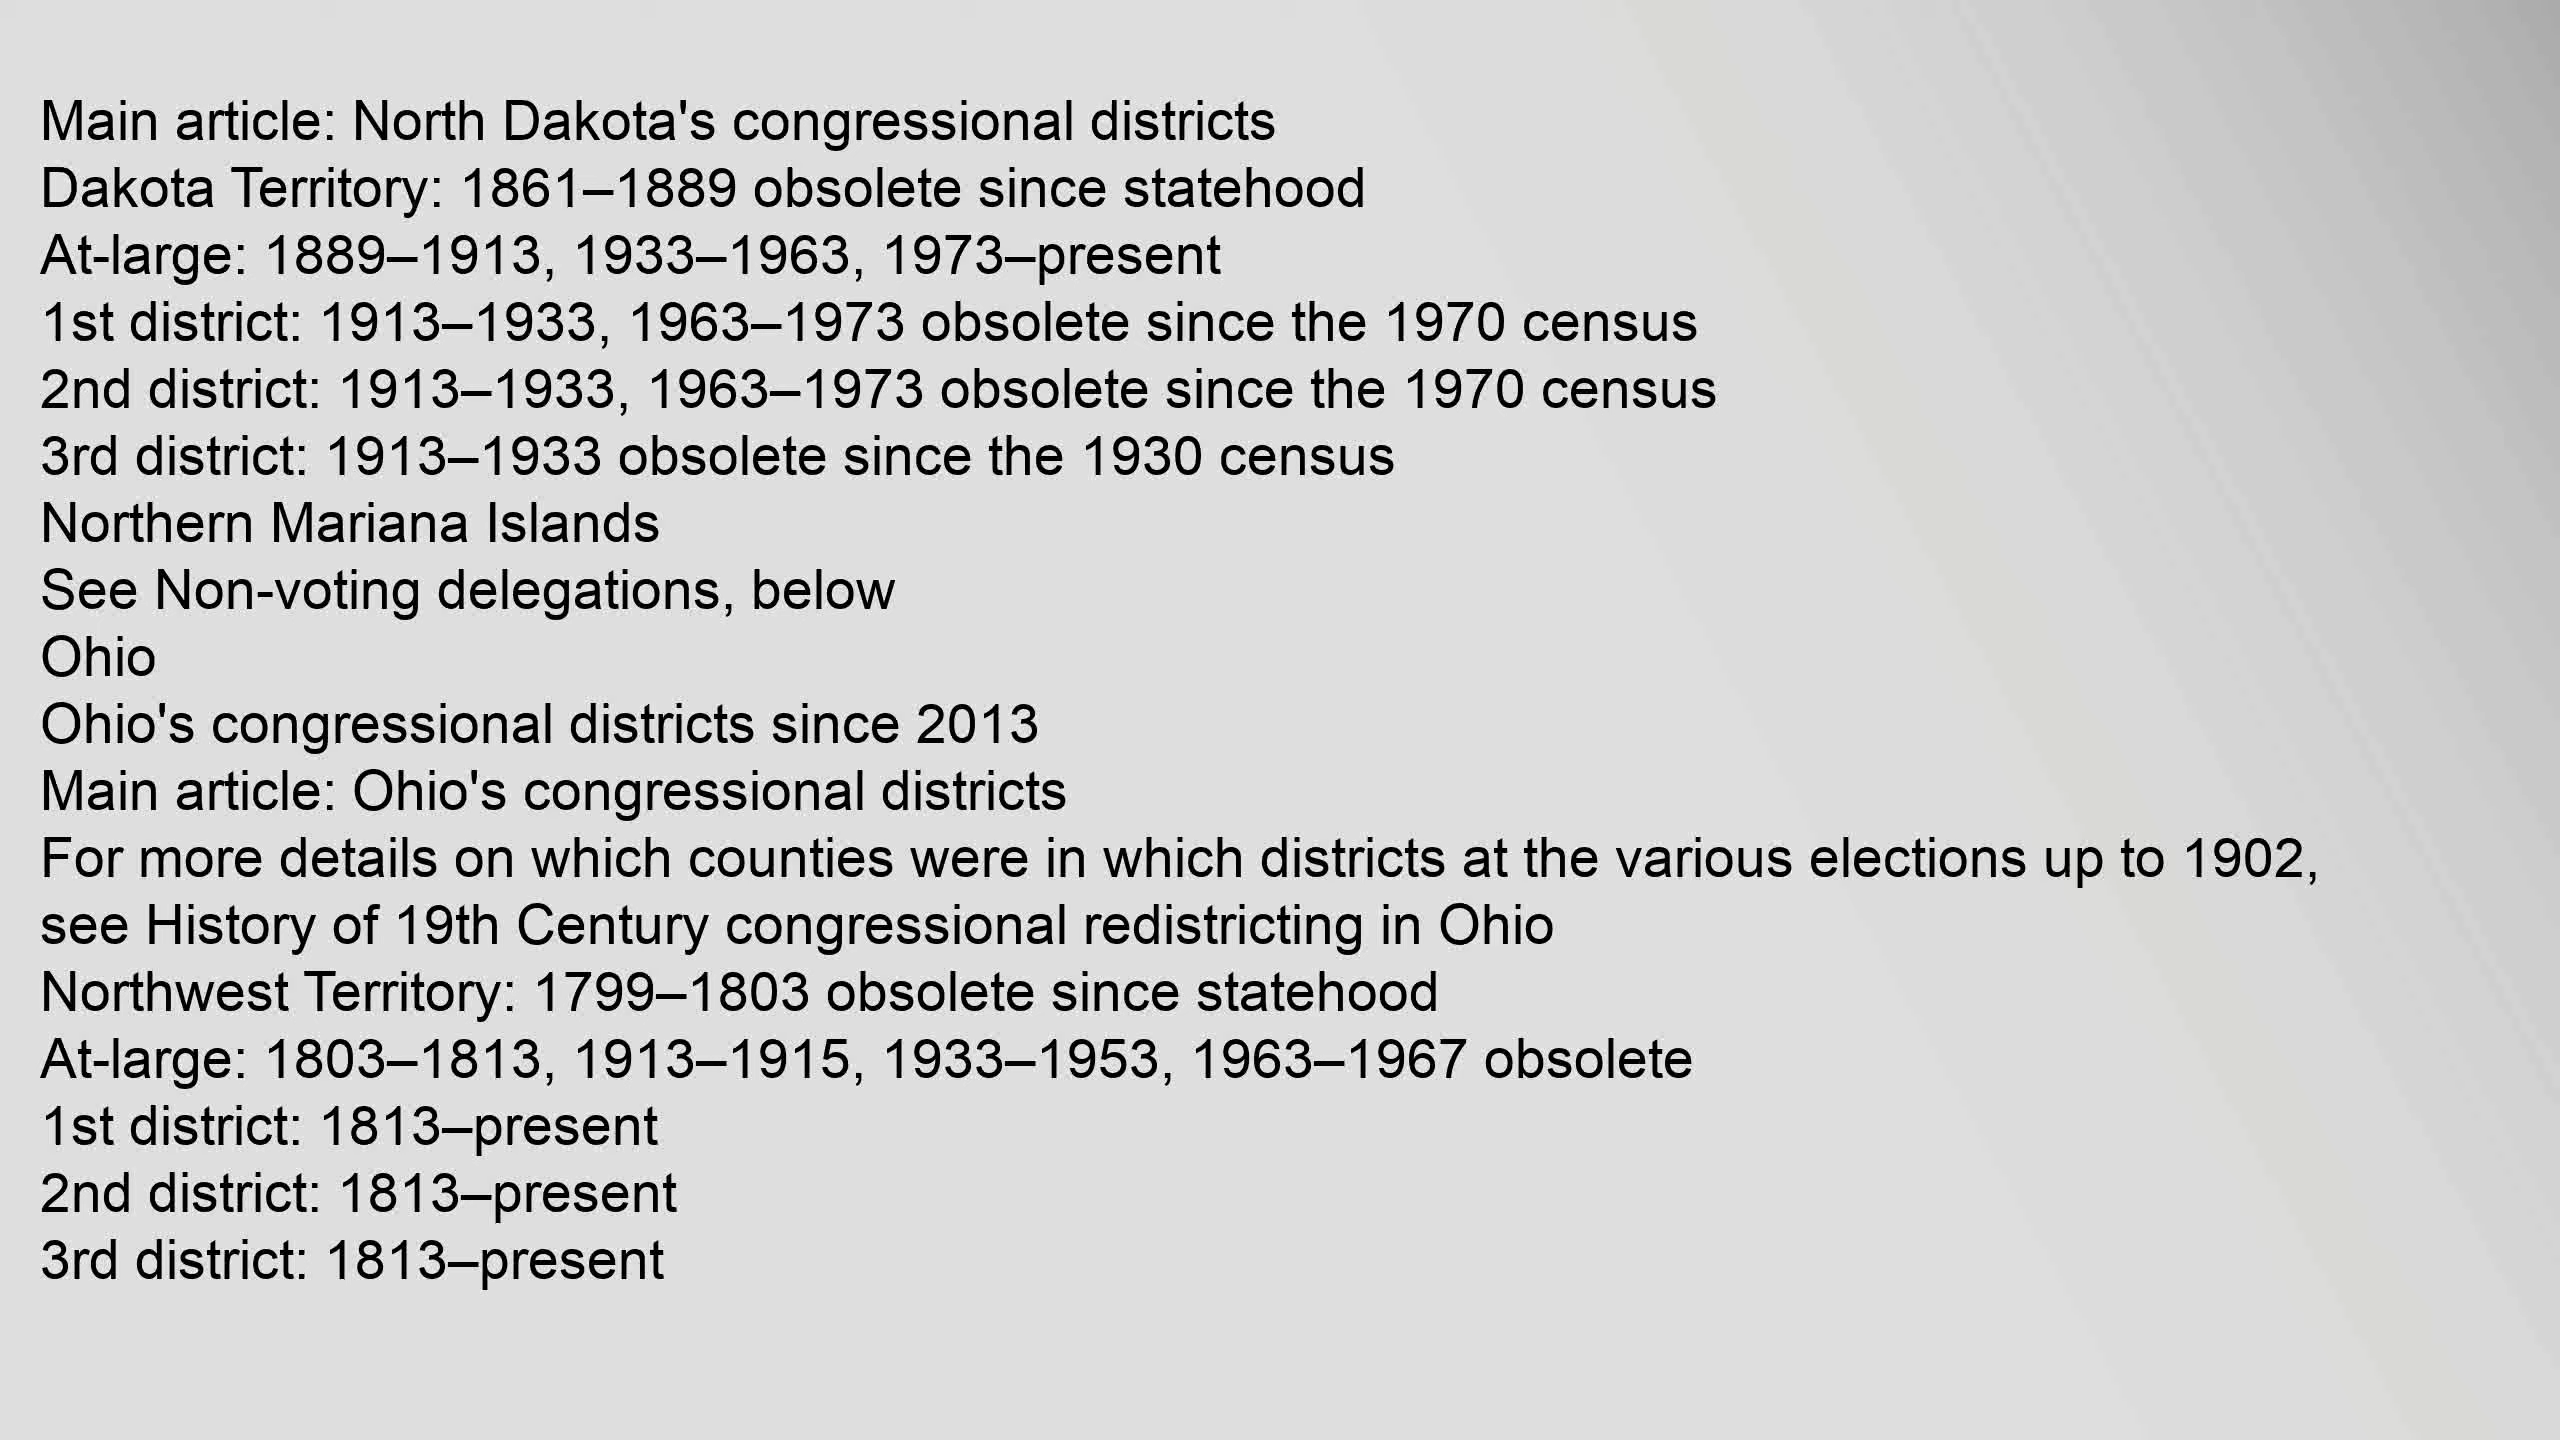 Main article: North Dakota's congressional districts
Dakota Territory: 1861–1889 obsolete since statehood
At-large: 1889–1913, 1933–1963, 1973–present
1st district: 1913–1933, 1963–1973 obsolete since the 1970 census
2nd district: 1913–1933, 1963–1973 obsolete since the 1970 census
3rd district: 1913–1933 obsolete since the 1930 census
Northern Mariana Islands
See Non-voting delegations, below
Ohio
Ohio's congressional districts since 2013
Main article: Ohio's congressional districts
For more details on which counties were in which districts at the various elections up to 1902,
see History of 19th Century congressional redistricting in Ohio
Northwest Territory: 1799–1803 obsolete since statehood
At-large: 1803–1813, 1913–1915, 1933–1953, 1963–1967 obsolete
1st district: 1813–present
2nd district: 1813–present
3rd district: 1813–present